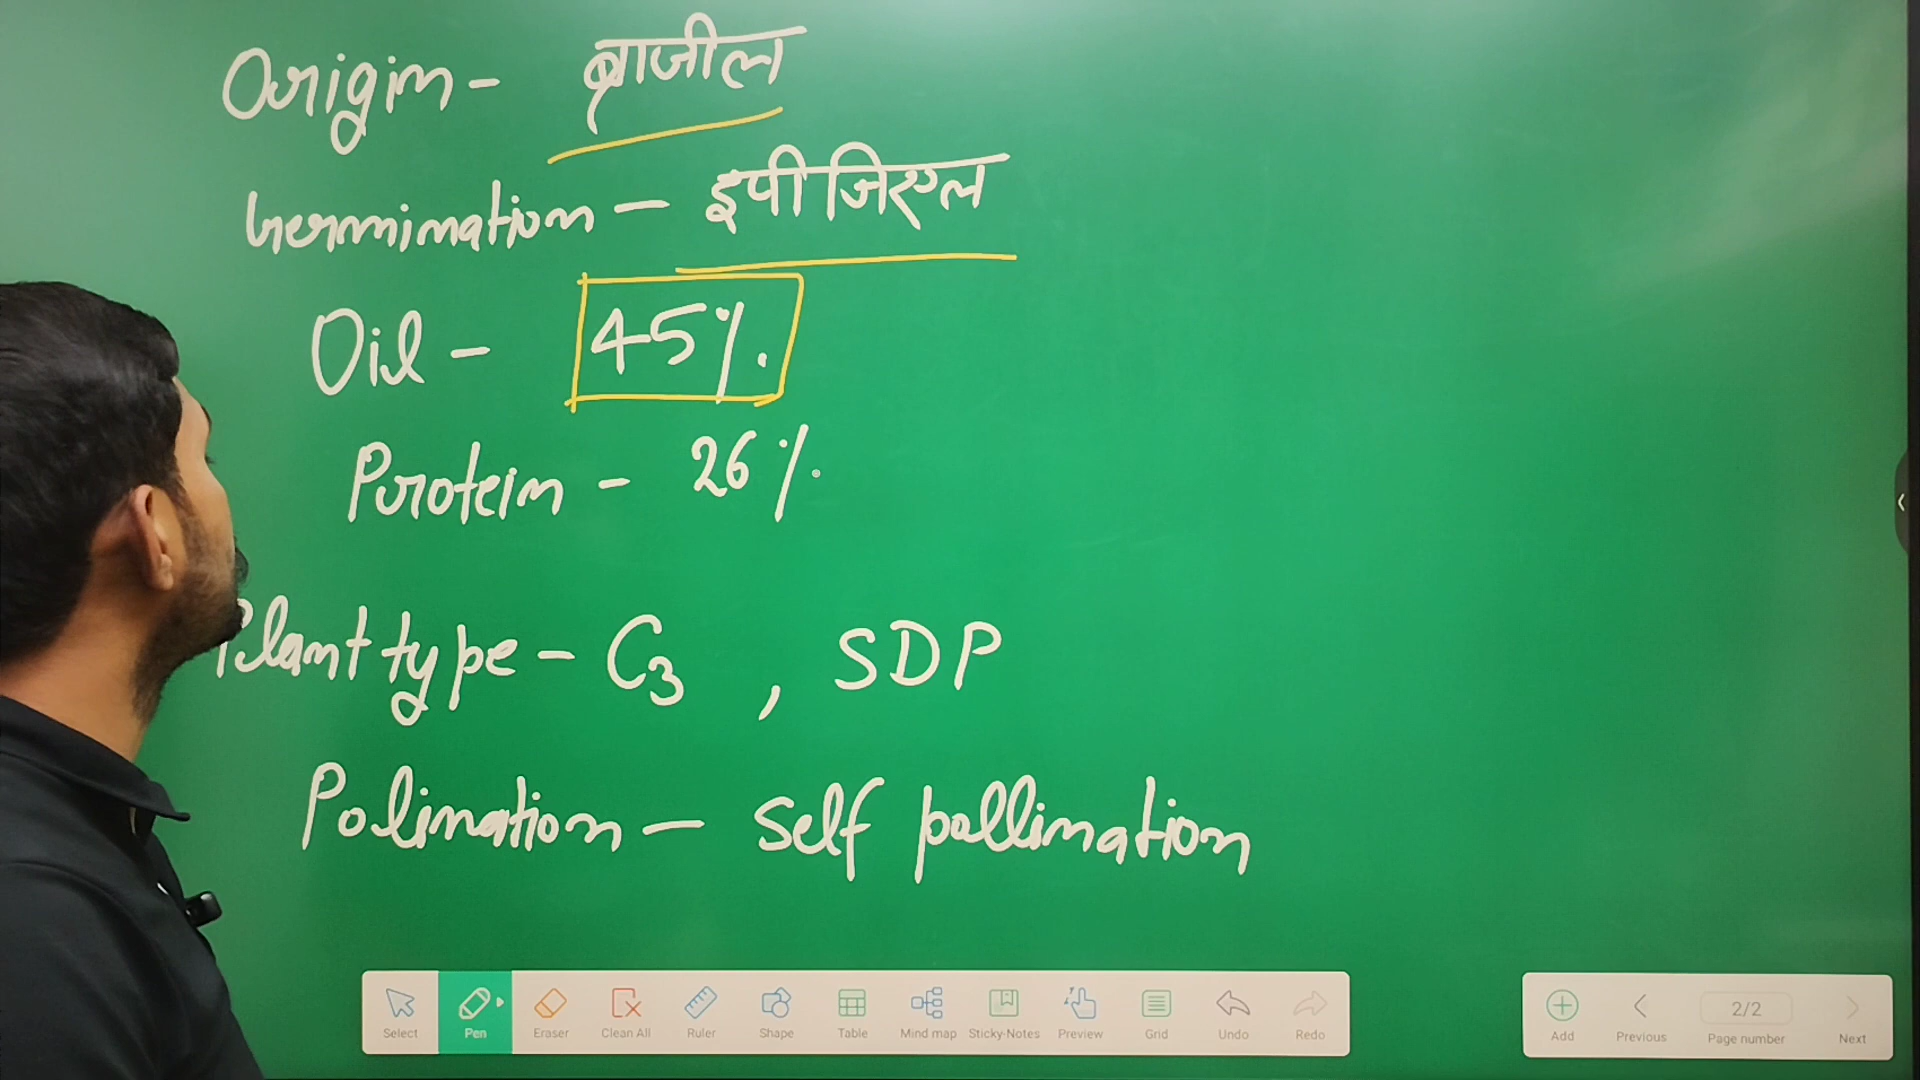 Origin - ब्राजील
Germination - इपीजिएल
Oil - 45%.
Protein - 26%.
Plant type - C3 , SDP
Polination - self pollination
Select Pen Eraser Clean All Ruler Shape Table Mind map Sticky-Notes Preview Grid Undo Redo
Add Previous 2/2 Page number Next